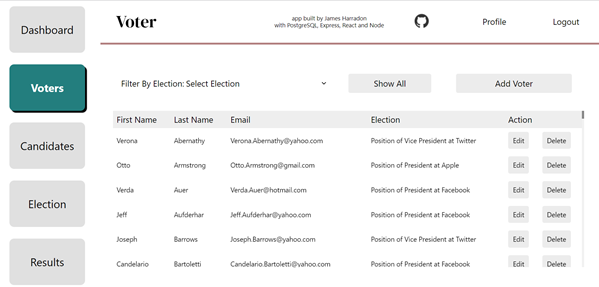 Dashboard
Voter
app built by James Harradon
with PostgreSQL, Express, React and Node
Profile
Logout
Voters
Filter By Election: Select Election
Show All
Add Voter
First Name Last Name Email Election Action
Verona Abernathy Verona.Abernathy@yahoo.com Position of Vice President at Twitter Edit Delete
Candidates
Otto Armstrong Otto.Armstrong@gmail.com Position of President at Apple Edit Delete
Verda Auer Verda.Auer@hotmail.com Position of President at Facebook Edit Delete
Election
Jeff Aufderhar Jeff.Aufderhar@yahoo.com Position of President at Facebook Edit Delete
Joseph Barrows Joseph.Barrows@yahoo.com Position of Vice President at Twitter Edit Delete
Results
Candelario Bartoletti Candelario.Bartoletti@yahoo.com Position of President at Facebook Edit Delete